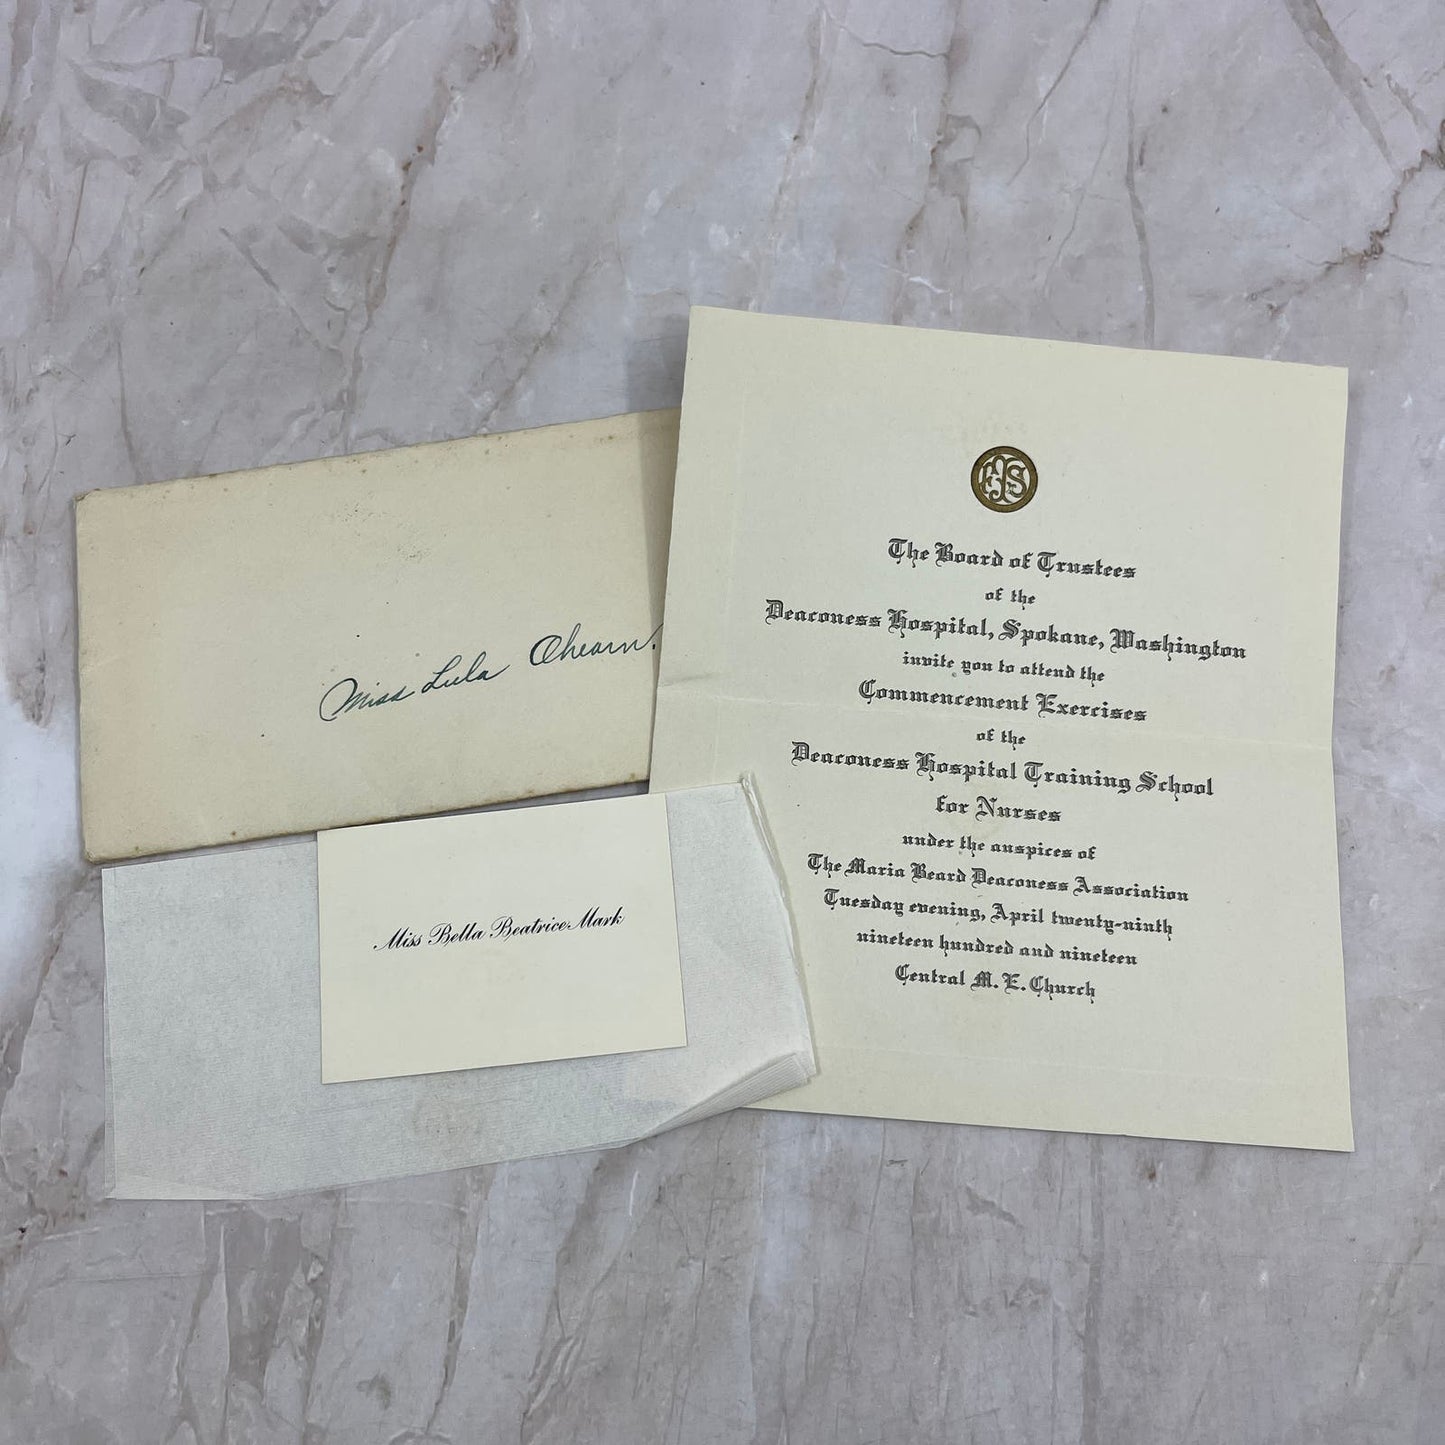 Miss Lula Ahearn.
Miss Bella Beatrice Mark
The Board of Trustees
of the
Deaconess Hospital, Spokane, Washington
invite you to attend the
Commencement Exercises
of the
Deaconess Hospital Training School
for Nurses
under the auspices of
The Maria Beard Deaconess Association
Tuesday evening, April twenty-ninth
nineteen hundred and nineteen
Central M. E. Church